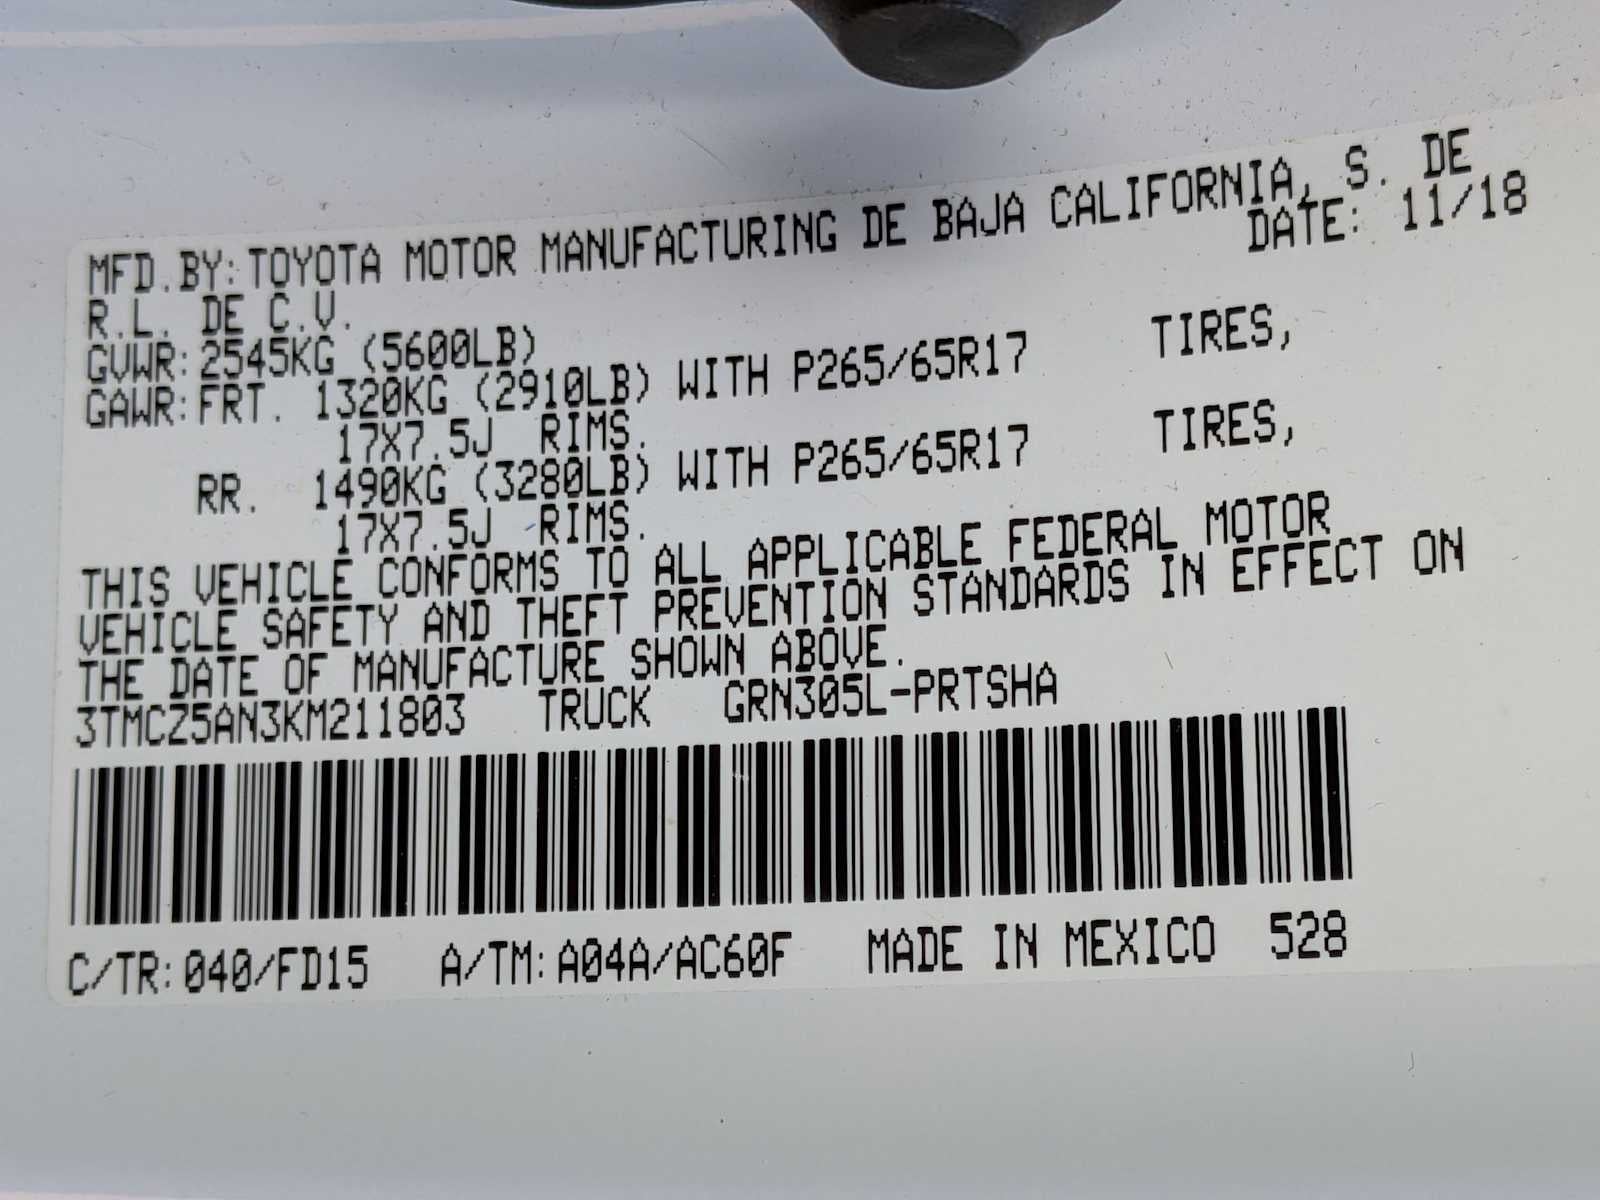 MFD.BY:TOYOTA MOTOR MANUFACTURING DE BAJA CALIFORNIA, S. DE
R.L. DE C.V. DATE: 11/18
GVWR:2545KG (5600LB)
GAWR:FRT. 1320KG (2910LB) WITH P265/65R17 TIRES,
17X7.5J RIMS.
RR. 1490KG (3280LB) WITH P265/65R17 TIRES,
17X7.5J RIMS.
THIS VEHICLE CONFORMS TO ALL APPLICABLE FEDERAL MOTOR
VEHICLE SAFETY AND THEFT PREVENTION STANDARDS IN EFFECT ON
THE DATE OF MANUFACTURE SHOWN ABOVE.
3TMCZ5AN3KM211803 TRUCK GRN305L-PRTSHA
C/TR:040/FD15 A/TM:A04A/AC60F MADE IN MEXICO 528